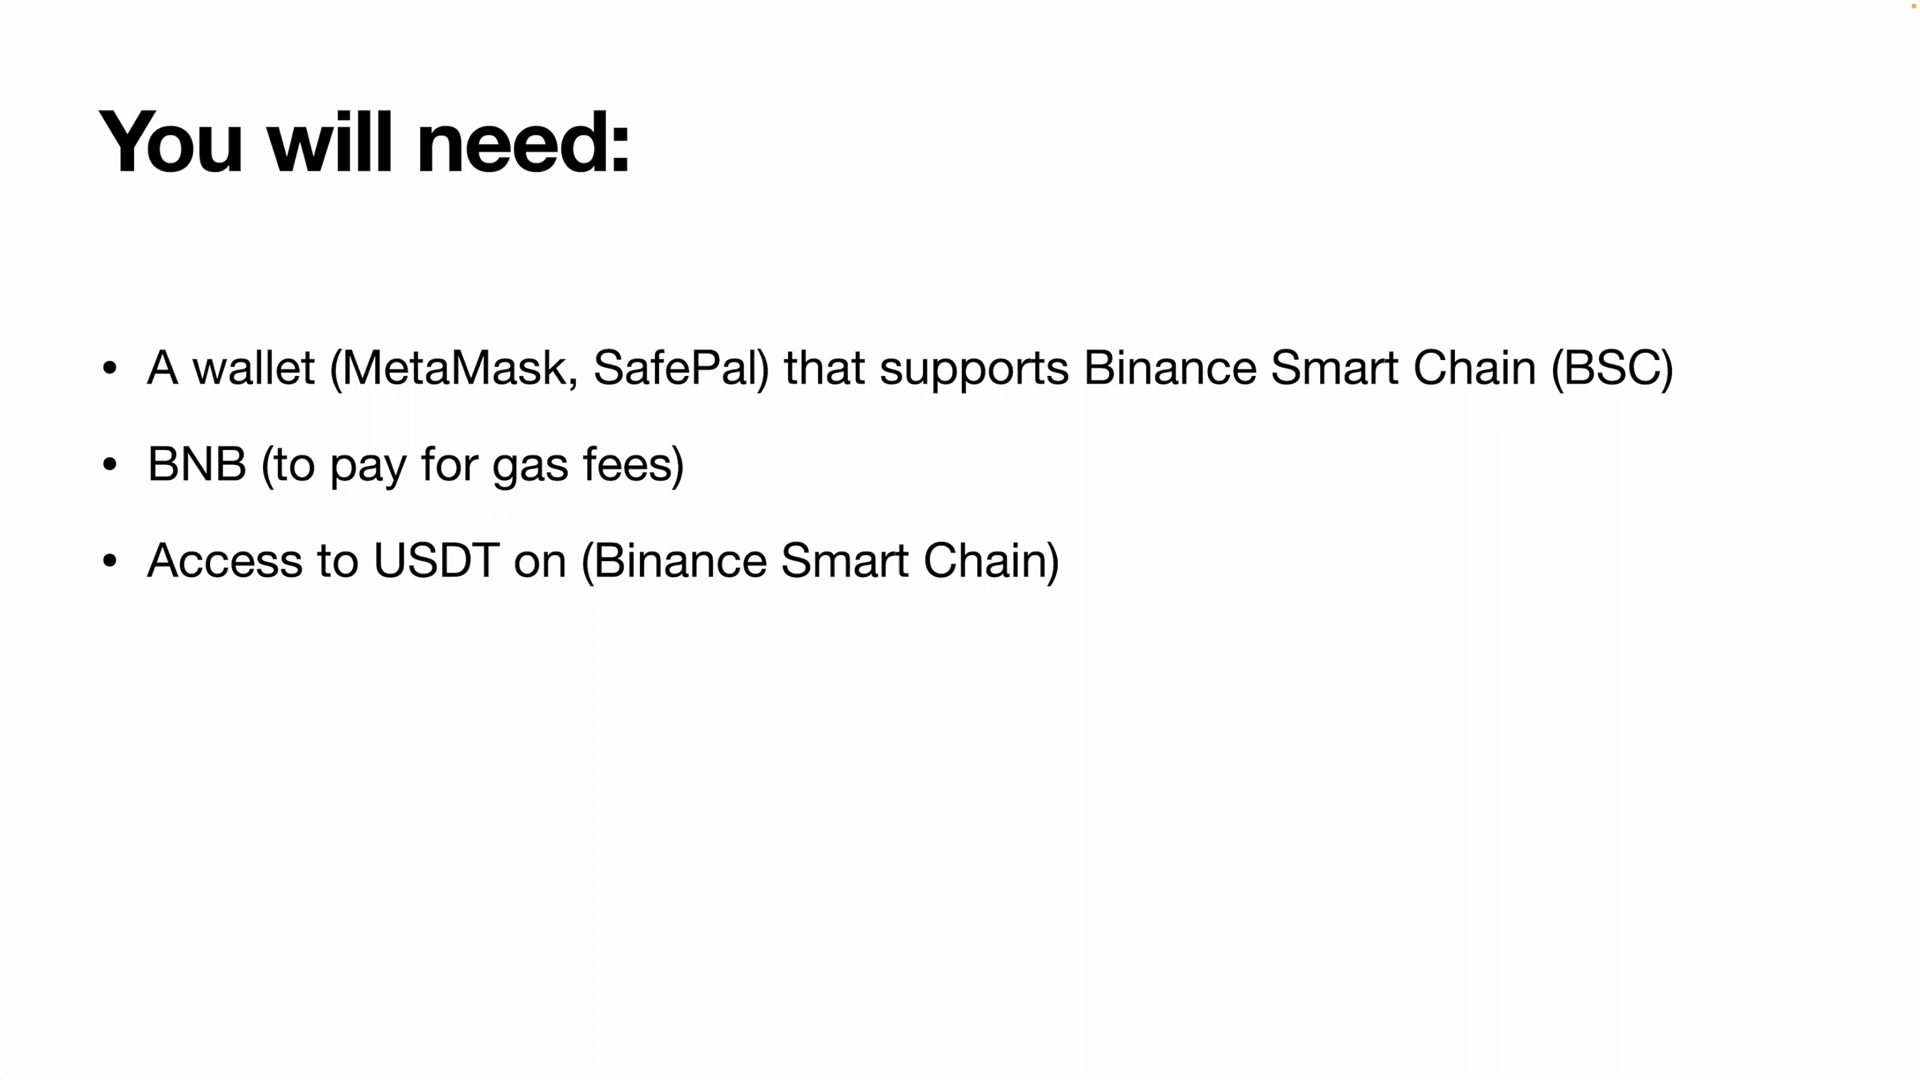 You will need:
• A wallet (MetaMask, SafePal) that supports Binance Smart Chain (BSC)
• BNB (to pay for gas fees)
• Access to USDT on (Binance Smart Chain)